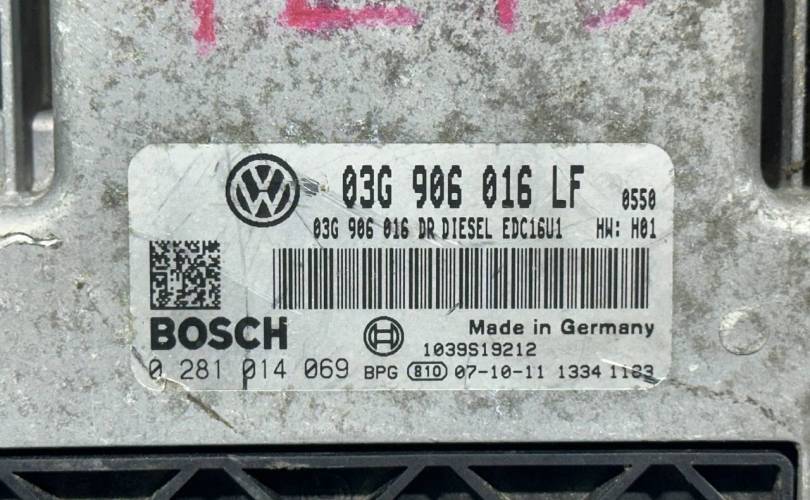 03G 906 016 LF 0550
03G 906 016 DR DIESEL EDC16U1 HW: H01
BOSCH
Made in Germany
1039S19212
0 281 014 069 BPG 810 07-10-11 1334 1183